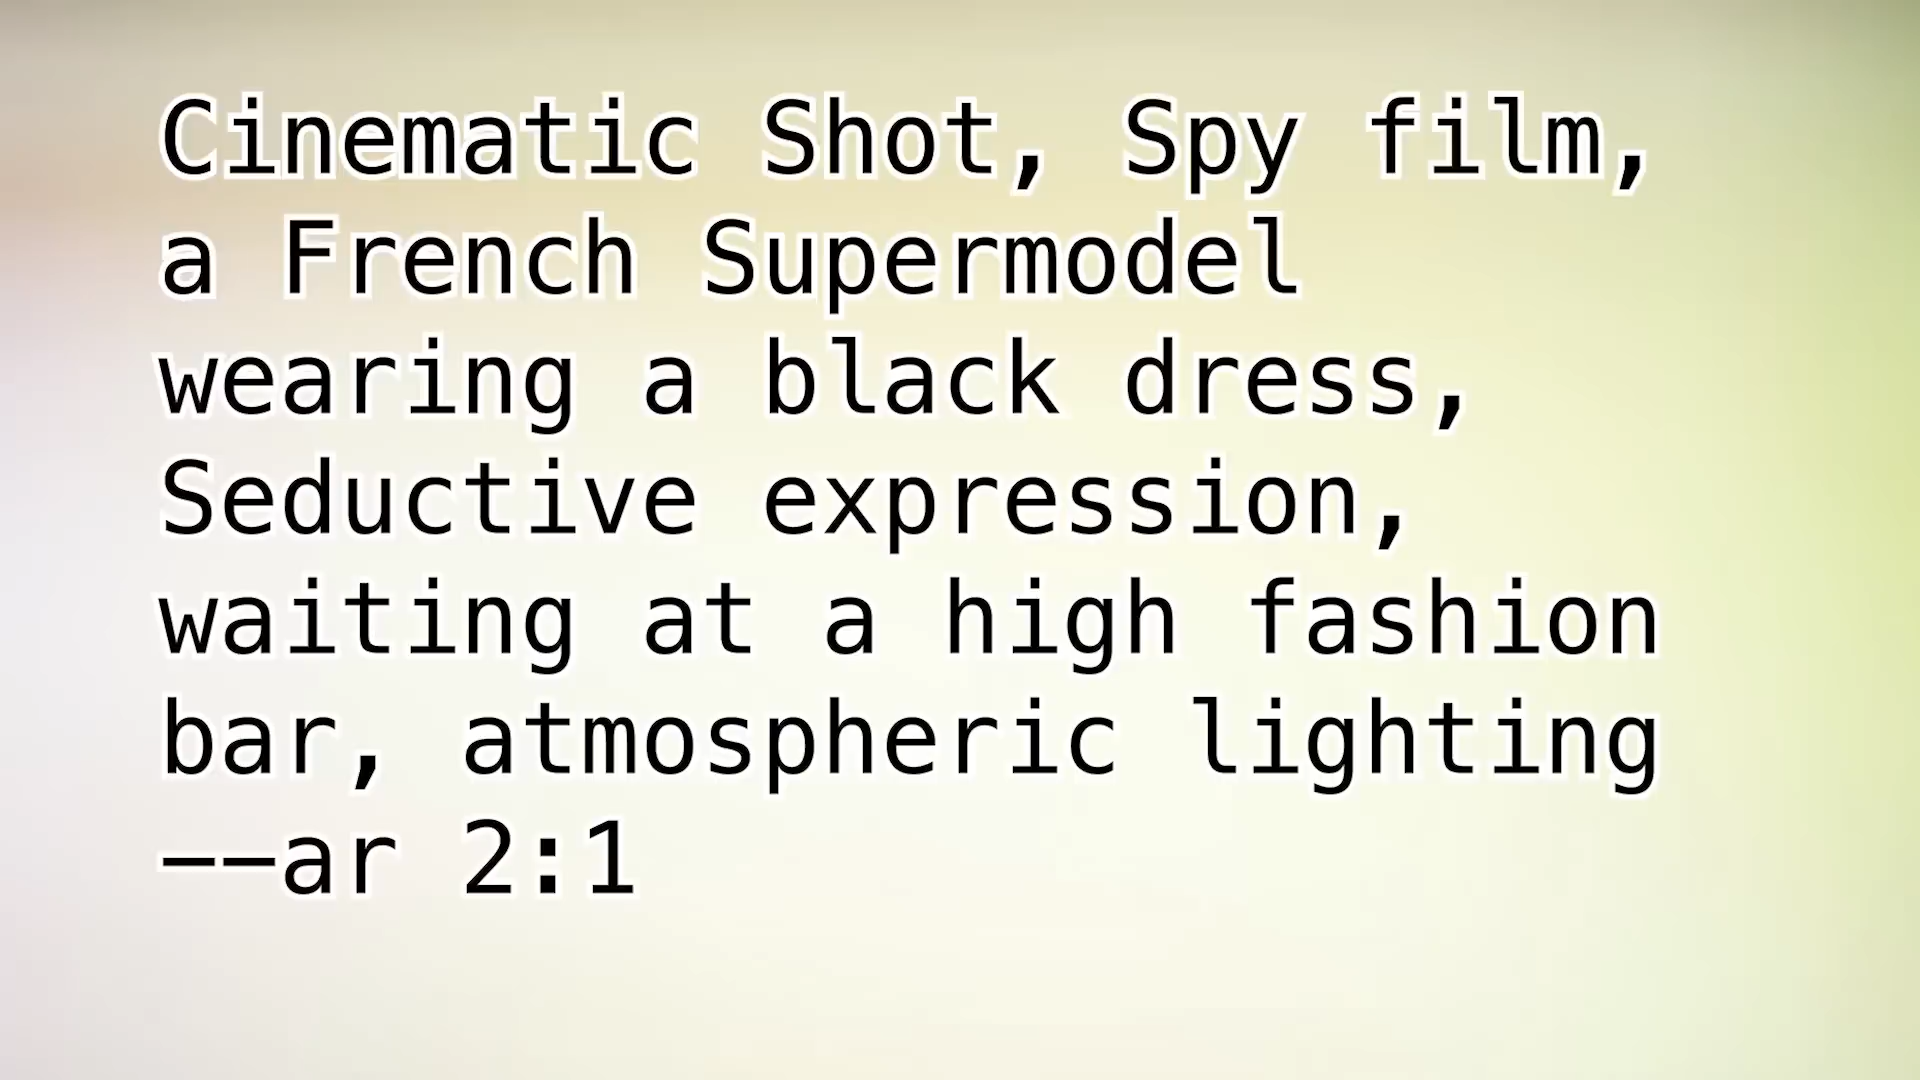 Cinematic Shot, Spy film,
a French Supermodel
wearing a black dress,
Seductive expression,
waiting at a high fashion
bar, atmospheric lighting
--ar 2:1